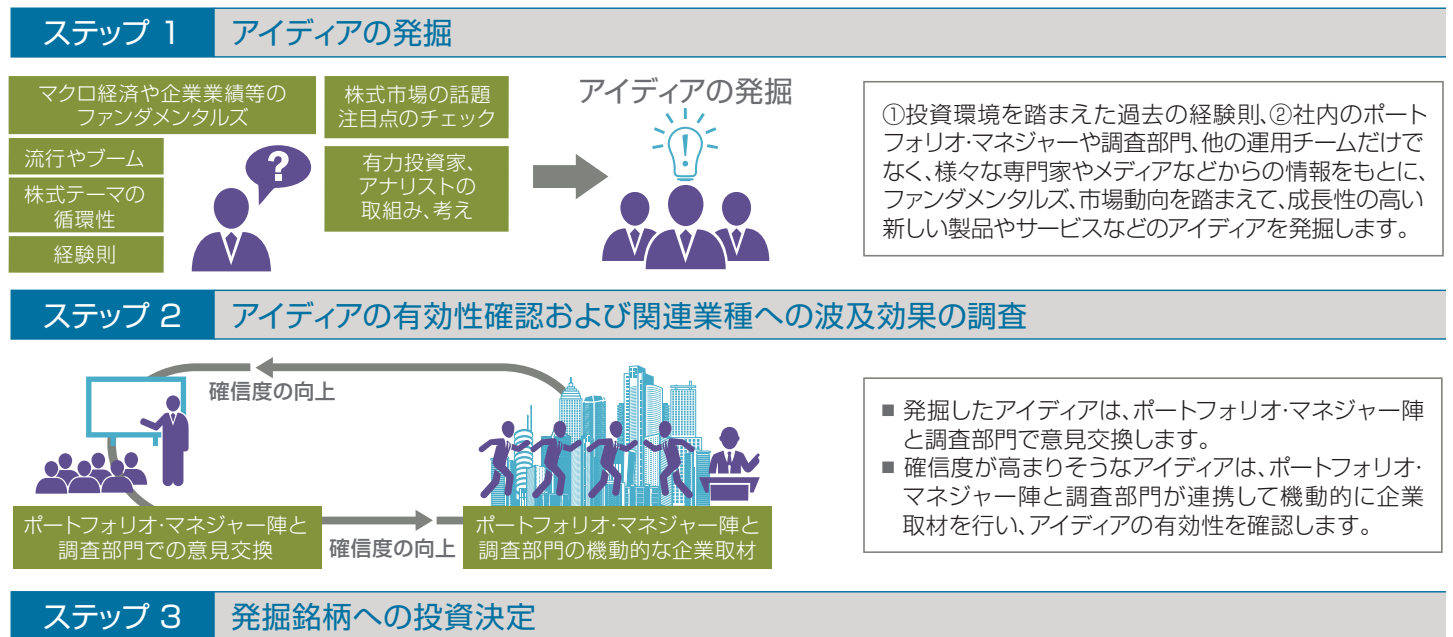 ステップ 1 アイディアの発掘
マクロ経済や企業業績等の
ファンダメンタルズ
流行やブーム
株式テーマの
循環性
経験則
?
株式市場の話題
注目点のチェック
有力投資家、
アナリストの
取組み、考え
アイディアの発掘
!
①投資環境を踏まえた過去の経験則、②社内のポート
フォリオ・マネジャーや調査部門、他の運用チームだけで
なく、様々な専門家やメディアなどからの情報をもとに、
ファンダメンタルズ、市場動向を踏まえて、成長性の高い
新しい製品やサービスなどのアイディアを発掘します。
ステップ 2 アイディアの有効性確認および関連業種への波及効果の調査
確信度の向上
ポートフォリオ・マネジャー陣と
調査部門での意見交換
確信度の向上
ポートフォリオ・マネジャー陣と
調査部門の機動的な企業取材
■ 発掘したアイディアは、ポートフォリオ・マネジャー陣
と調査部門で意見交換します。
■ 確信度が高まりそうなアイディアは、ポートフォリオ・
マネジャー陣と調査部門が連携して機動的に企業
取材を行い、アイディアの有効性を確認します。
ステップ 3 発掘銘柄への投資決定